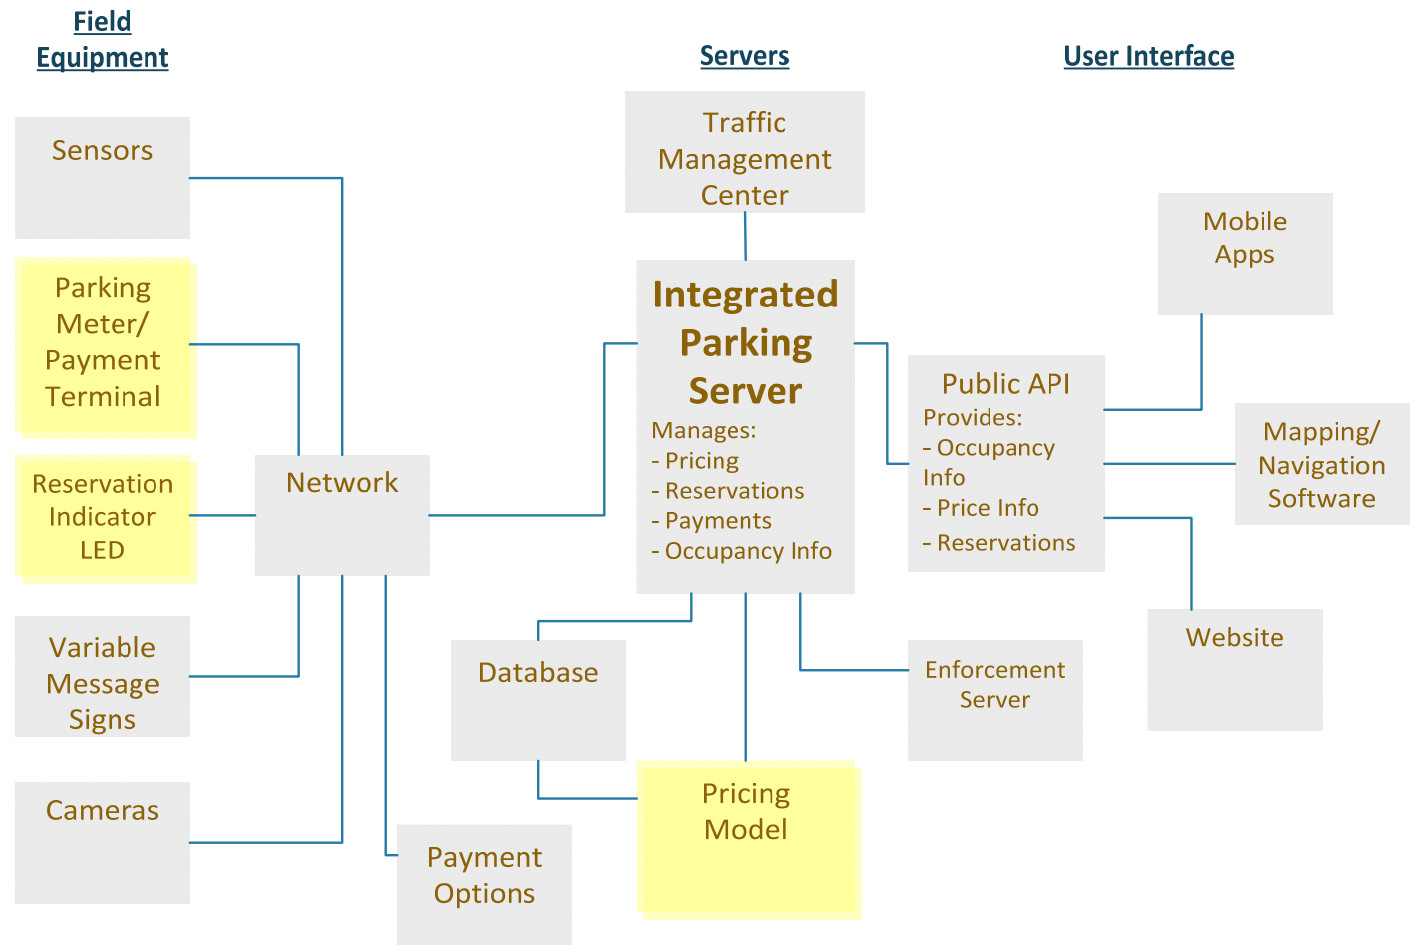 Field
Equipment
Servers
User Interface
Sensors
Parking
Meter/
Payment
Terminal
Reservation
Indicator
LED
Variable
Message
Signs
Cameras
Network
Payment
Options
Traffic
Management
Center
Integrated
Parking
Server
Manages:
- Pricing
- Reservations
- Payments
- Occupancy Info
Database
Pricing
Model
Enforcement
Server
Public API
Provides:
- Occupancy
Info
- Price Info
- Reservations
Mobile
Apps
Mapping/
Navigation
Software
Website